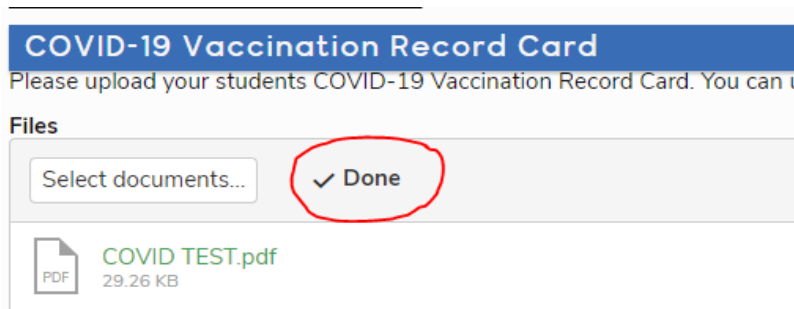 COVID-19 Vaccination Record Card
Please upload your students COVID-19 Vaccination Record Card. You can
Files
Select documents... ✓ Done
PDF COVID TEST.pdf
29.26 KB